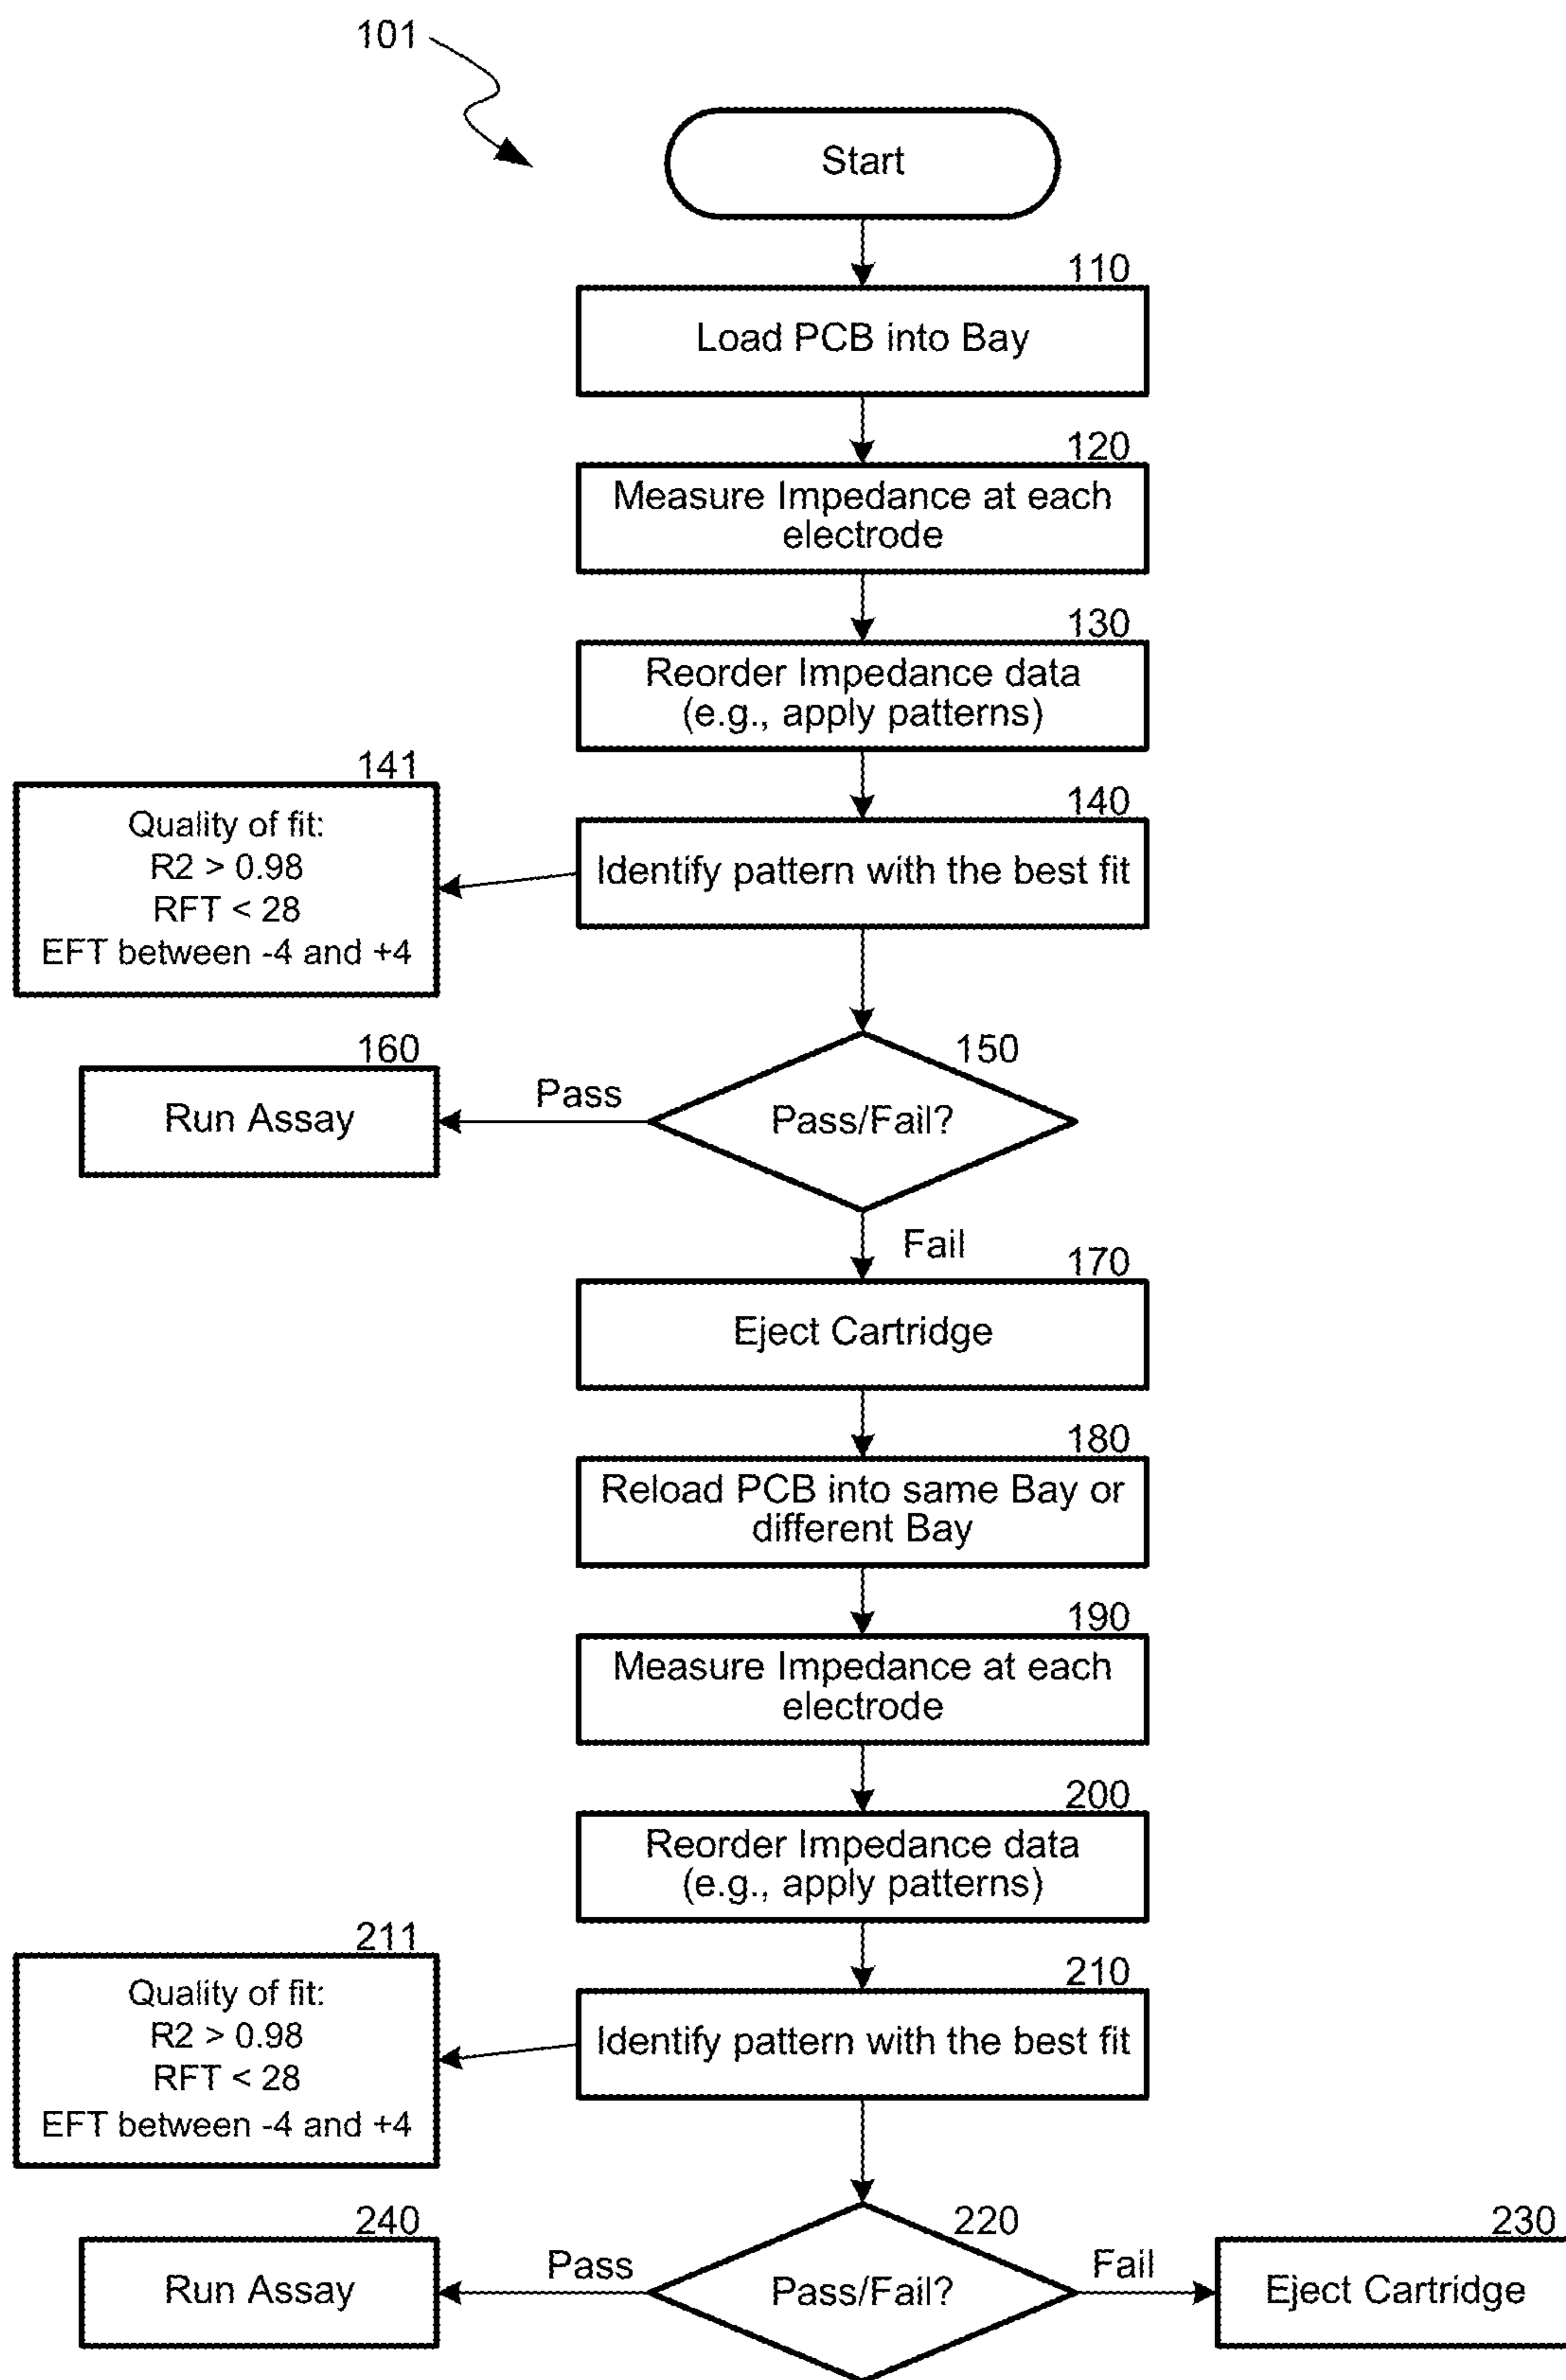 101
Start
110
Load PCB into Bay
120
Measure Impedance at each
electrode
130
Reorder Impedance data
(e.g., apply patterns)
141
Quality of fit:
R2 > 0.98
RFT < 28
EFT between -4 and +4
140
Identify pattern with the best fit
160
Run Assay
Pass
150
Pass/Fail?
Fail
170
Eject Cartridge
180
Reload PCB into same Bay or
different Bay
190
Measure Impedance at each
electrode
200
Reorder Impedance data
(e.g., apply patterns)
211
Quality of fit:
R2 > 0.98
RFT < 28
EFT between -4 and +4
210
Identify pattern with the best fit
240
Run Assay
Pass
220
Pass/Fail?
Fail
230
Eject Cartridge